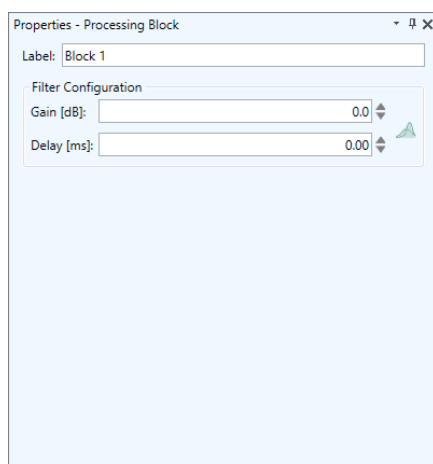 Properties - Processing Block
Label: Block 1
Filter Configuration
Gain [dB]: 0.0
Delay [ms]: 0.00